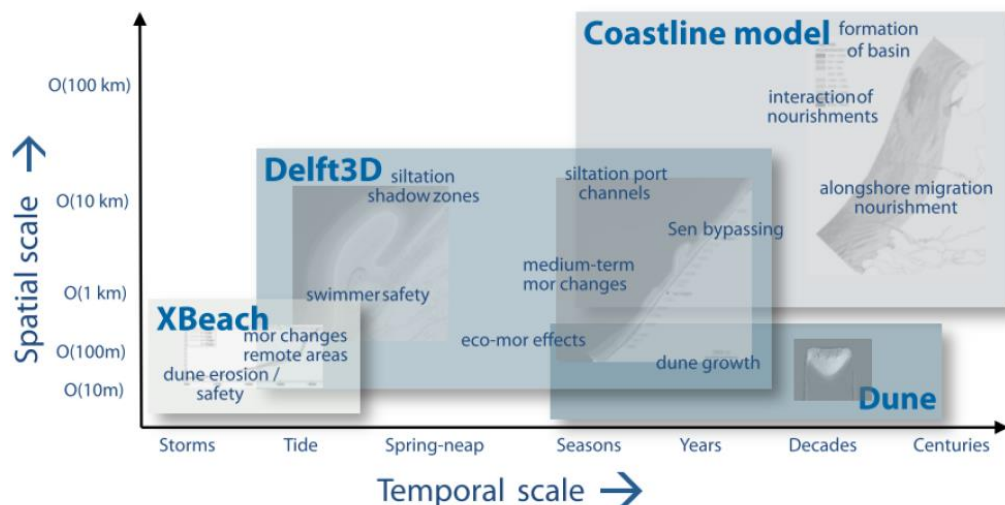 Coastline model
formation
of basin
O(100 km)
interaction of
nourishments
Delft3D
siltation
shadow zones
siltation port
channels
O(10 km)
alongshore migration
nourishment
Sen bypassing
medium-term
mor changes
Spatial scale →
O(1 km)
swimmer safety
XBeach
mor changes
remote areas
eco-mor effects
O(100m)
dune growth
dune erosion /
safety
O(10m)
Dune
Storms Tide Spring-neap Seasons Years Decades Centuries
Temporal scale →